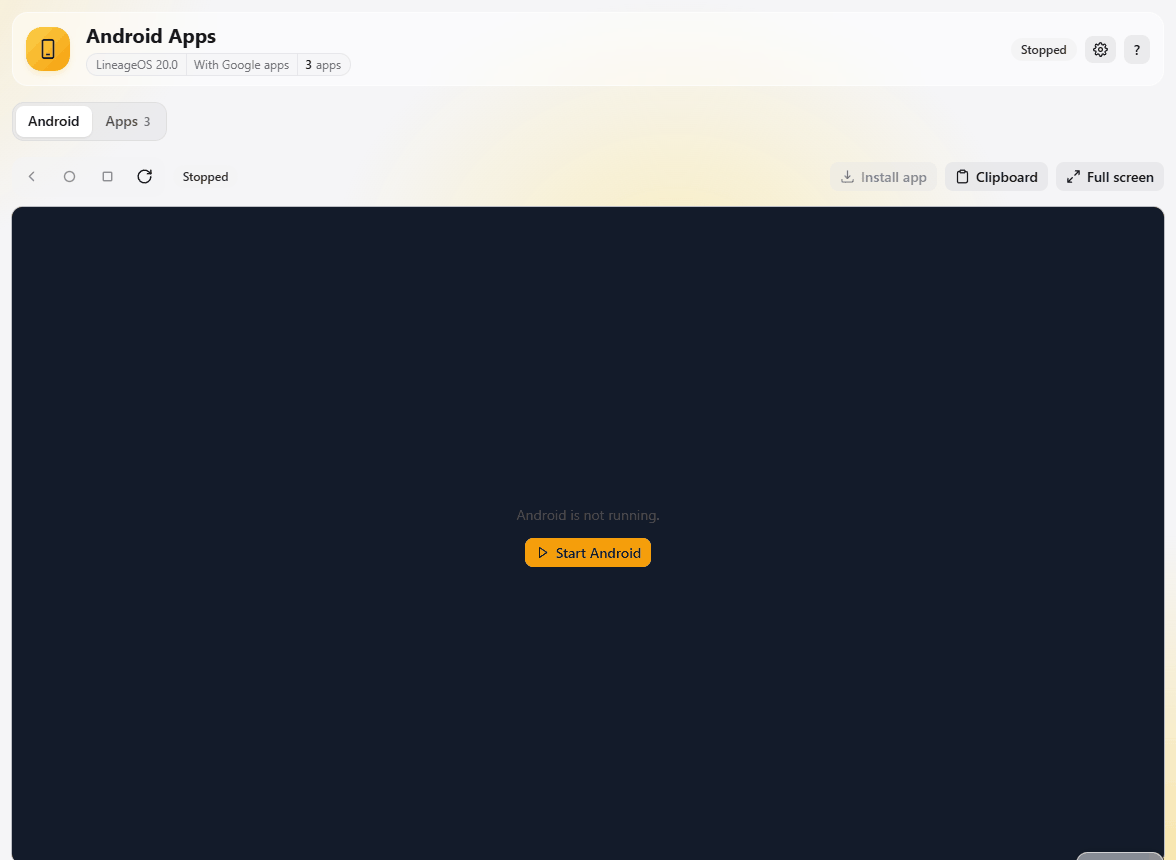 Android Apps
LineageOS 20.0 With Google apps 3 apps
Stopped ?
Android Apps 3
Stopped Install app Clipboard Full screen
Android is not running.
Start Android